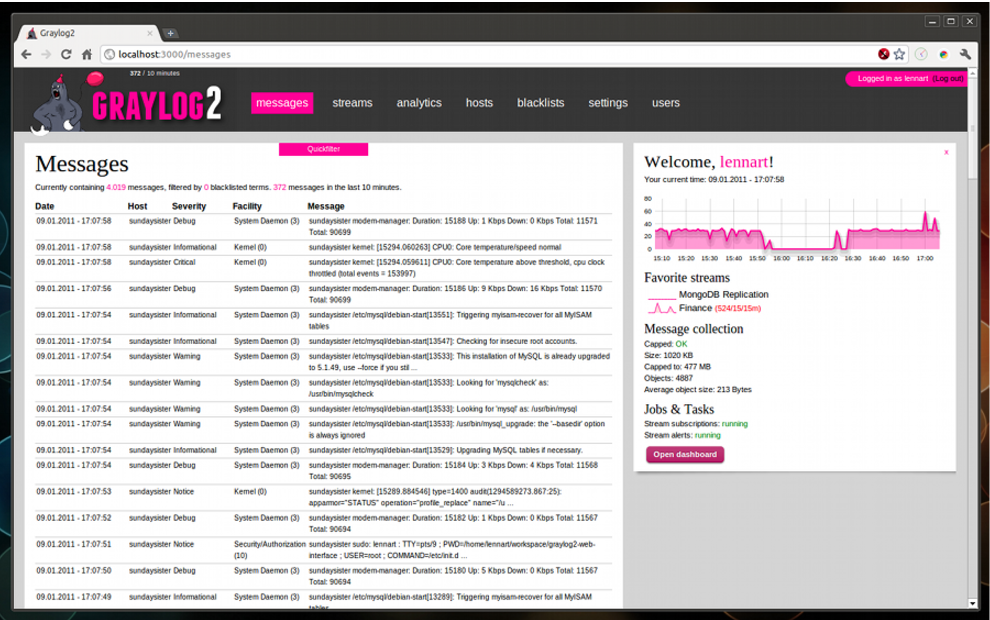 Graylog2
localhost:3000/messages
372 / 10 minutes
Logged in as lennart (Log out)
GRAYLOG2
messages streams analytics hosts blacklists settings users
Quickfilter
Messages
Currently containing 4.019 messages, filtered by 0 blacklisted terms. 372 messages in the last 10 minutes.
Date Host Severity Facility Message
09.01.2011 - 17:07:58 sundaysister Debug System Daemon (3) sundaysister modem-manager: Duration: 15188 Up: 1 Kbps Down: 0 Kbps Total: 11571
Total: 90699
09.01.2011 - 17:07:58 sundaysister Informational Kernel (0) sundaysister kernel: [15294.060263] CPU0: Core temperature/speed normal
09.01.2011 - 17:07:58 sundaysister Critical Kernel (0) sundaysister kernel: [15294.059611] CPU0: Core temperature above threshold, cpu clock
throttled (total events = 153997)
09.01.2011 - 17:07:56 sundaysister Debug System Daemon (3) sundaysister modem-manager: Duration: 15186 Up: 9 Kbps Down: 16 Kbps Total: 11570
Total: 90699
09.01.2011 - 17:07:54 sundaysister Informational System Daemon (3) sundaysister /etc/mysql/debian-start[13551]: Triggering myisam-recover for all MyISAM
tables
09.01.2011 - 17:07:54 sundaysister Informational System Daemon (3) sundaysister /etc/mysql/debian-start[13547]: Checking for insecure root accounts.
09.01.2011 - 17:07:54 sundaysister Warning System Daemon (3) sundaysister /etc/mysql/debian-start[13533]: This installation of MySQL is already upgraded
to 5.1.49, use --force if you stil ...
09.01.2011 - 17:07:54 sundaysister Warning System Daemon (3) sundaysister /etc/mysql/debian-start[13533]: Looking for 'mysqlcheck' as:
/usr/bin/mysqlcheck
09.01.2011 - 17:07:54 sundaysister Warning System Daemon (3) sundaysister /etc/mysql/debian-start[13533]: Looking for 'mysql' as: /usr/bin/mysql
09.01.2011 - 17:07:54 sundaysister Warning System Daemon (3) sundaysister /etc/mysql/debian-start[13533]: /usr/bin/mysql_upgrade: the '--basedir' option
is always ignored
09.01.2011 - 17:07:54 sundaysister Informational System Daemon (3) sundaysister /etc/mysql/debian-start[13529]: Upgrading MySQL tables if necessary.
09.01.2011 - 17:07:54 sundaysister Debug System Daemon (3) sundaysister modem-manager: Duration: 15184 Up: 3 Kbps Down: 4 Kbps Total: 11568
Total: 90695
09.01.2011 - 17:07:53 sundaysister Notice Kernel (0) sundaysister kernel: [15289.884546] type=1400 audit(1294589273.867:25):
apparmor="STATUS" operation="profile_replace" name="/u ...
09.01.2011 - 17:07:52 sundaysister Debug System Daemon (3) sundaysister modem-manager: Duration: 15182 Up: 1 Kbps Down: 0 Kbps Total: 11567
Total: 90694
09.01.2011 - 17:07:51 sundaysister Notice Security/Authorization sundaysister sudo: lennart : TTY=pts/9 ; PWD=/home/lennart/workspace/graylog2-web-
(10) interface ; USER=root ; COMMAND=/etc/init.d ...
09.01.2011 - 17:07:50 sundaysister Debug System Daemon (3) sundaysister modem-manager: Duration: 15180 Up: 5 Kbps Down: 0 Kbps Total: 11567
Total: 90694
09.01.2011 - 17:07:49 sundaysister Informational System Daemon (3) sundaysister /etc/mysql/debian-start[13289]: Triggering myisam-recover for all MyISAM
tables
x
Welcome, lennart!
Your current time: 09.01.2011 - 17:07:58
80
60
40
20
0
15:10 15:20 15:30 15:40 15:50 16:00 16:10 16:20 16:30 16:40 16:50 17:00
Favorite streams
MongoDB Replication
Finance (524/15/15m)
Message collection
Capped: OK
Size: 1020 KB
Capped to: 477 MB
Objects: 4887
Average object size: 213 Bytes
Jobs & Tasks
Stream subscriptions: running
Stream alerts: running
Open dashboard